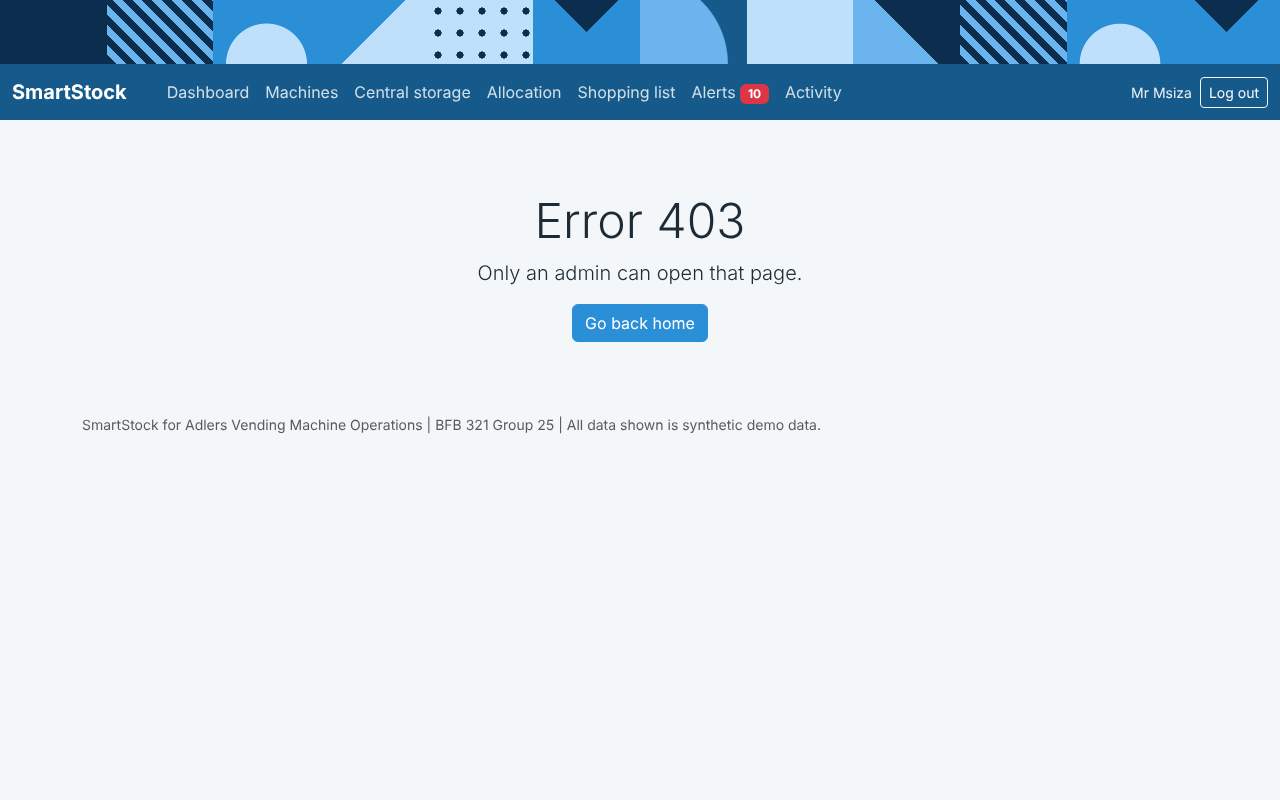 SmartStock Dashboard Machines Central storage Allocation Shopping list Alerts 10 Activity Mr Msiza Log out
Error 403
Only an admin can open that page.
Go back home
SmartStock for Adlers Vending Machine Operations | BFB 321 Group 25 | All data shown is synthetic demo data.